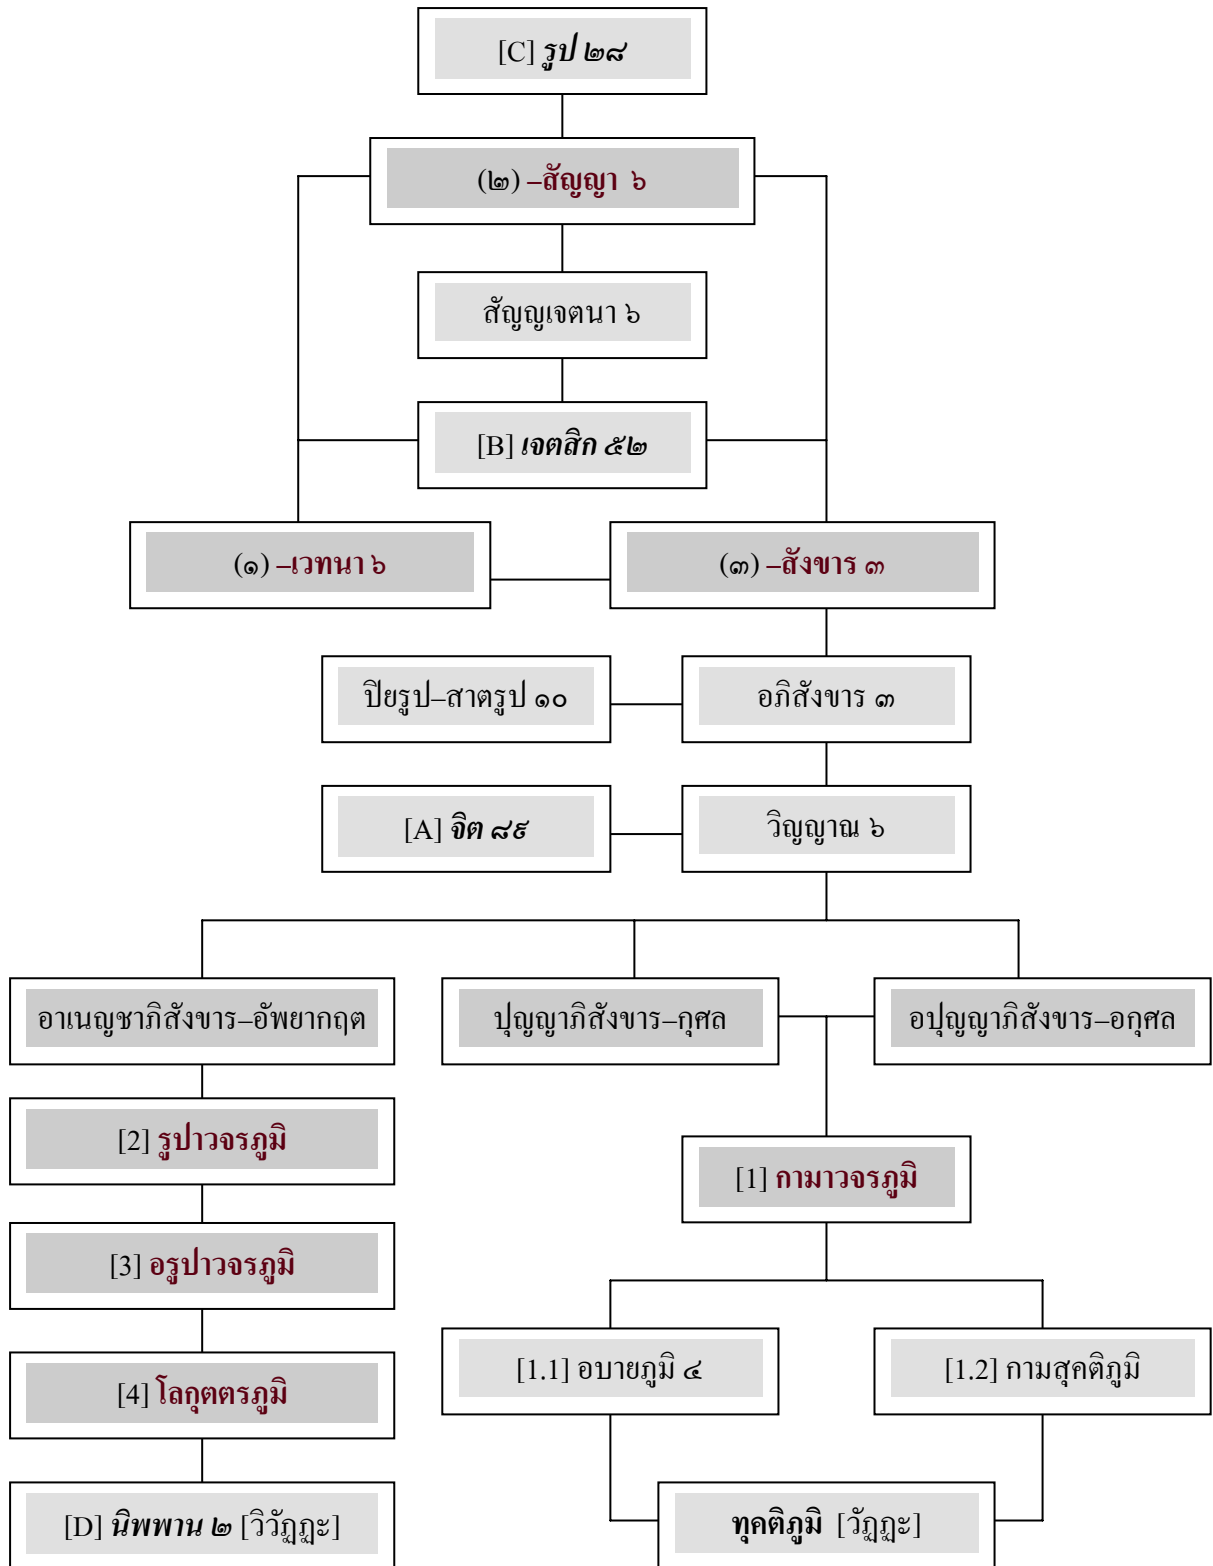 [C] รูป ๒๘
(๒) –สัญญา ๖
สัญญเจตนา ๖
[B] เจตสิก ๕๒
(๑) –เวทนา ๖
(๓) –สังขาร ๓
ปิยรูป–สาตรูป ๑๐
อภิสังขาร ๓
[A] จิต ๘๙
วิญญาณ ๖
อาเนญชาภิสังขาร–อัพยากฤต
ปุญญาภิสังขาร–กุศล
อปุญญาภิสังขาร–อกุศล
[2] รูปาวจรภูมิ
[1] กามาวจรภูมิ
[3] อรูปาวจรภูมิ
[1.1] อบายภูมิ ๔
[1.2] กามสุคติภูมิ
[4] โลกุตตรภูมิ
[D] นิพพาน ๒ [วิวัฏฏะ]
ทุคติภูมิ [วัฏฏะ]